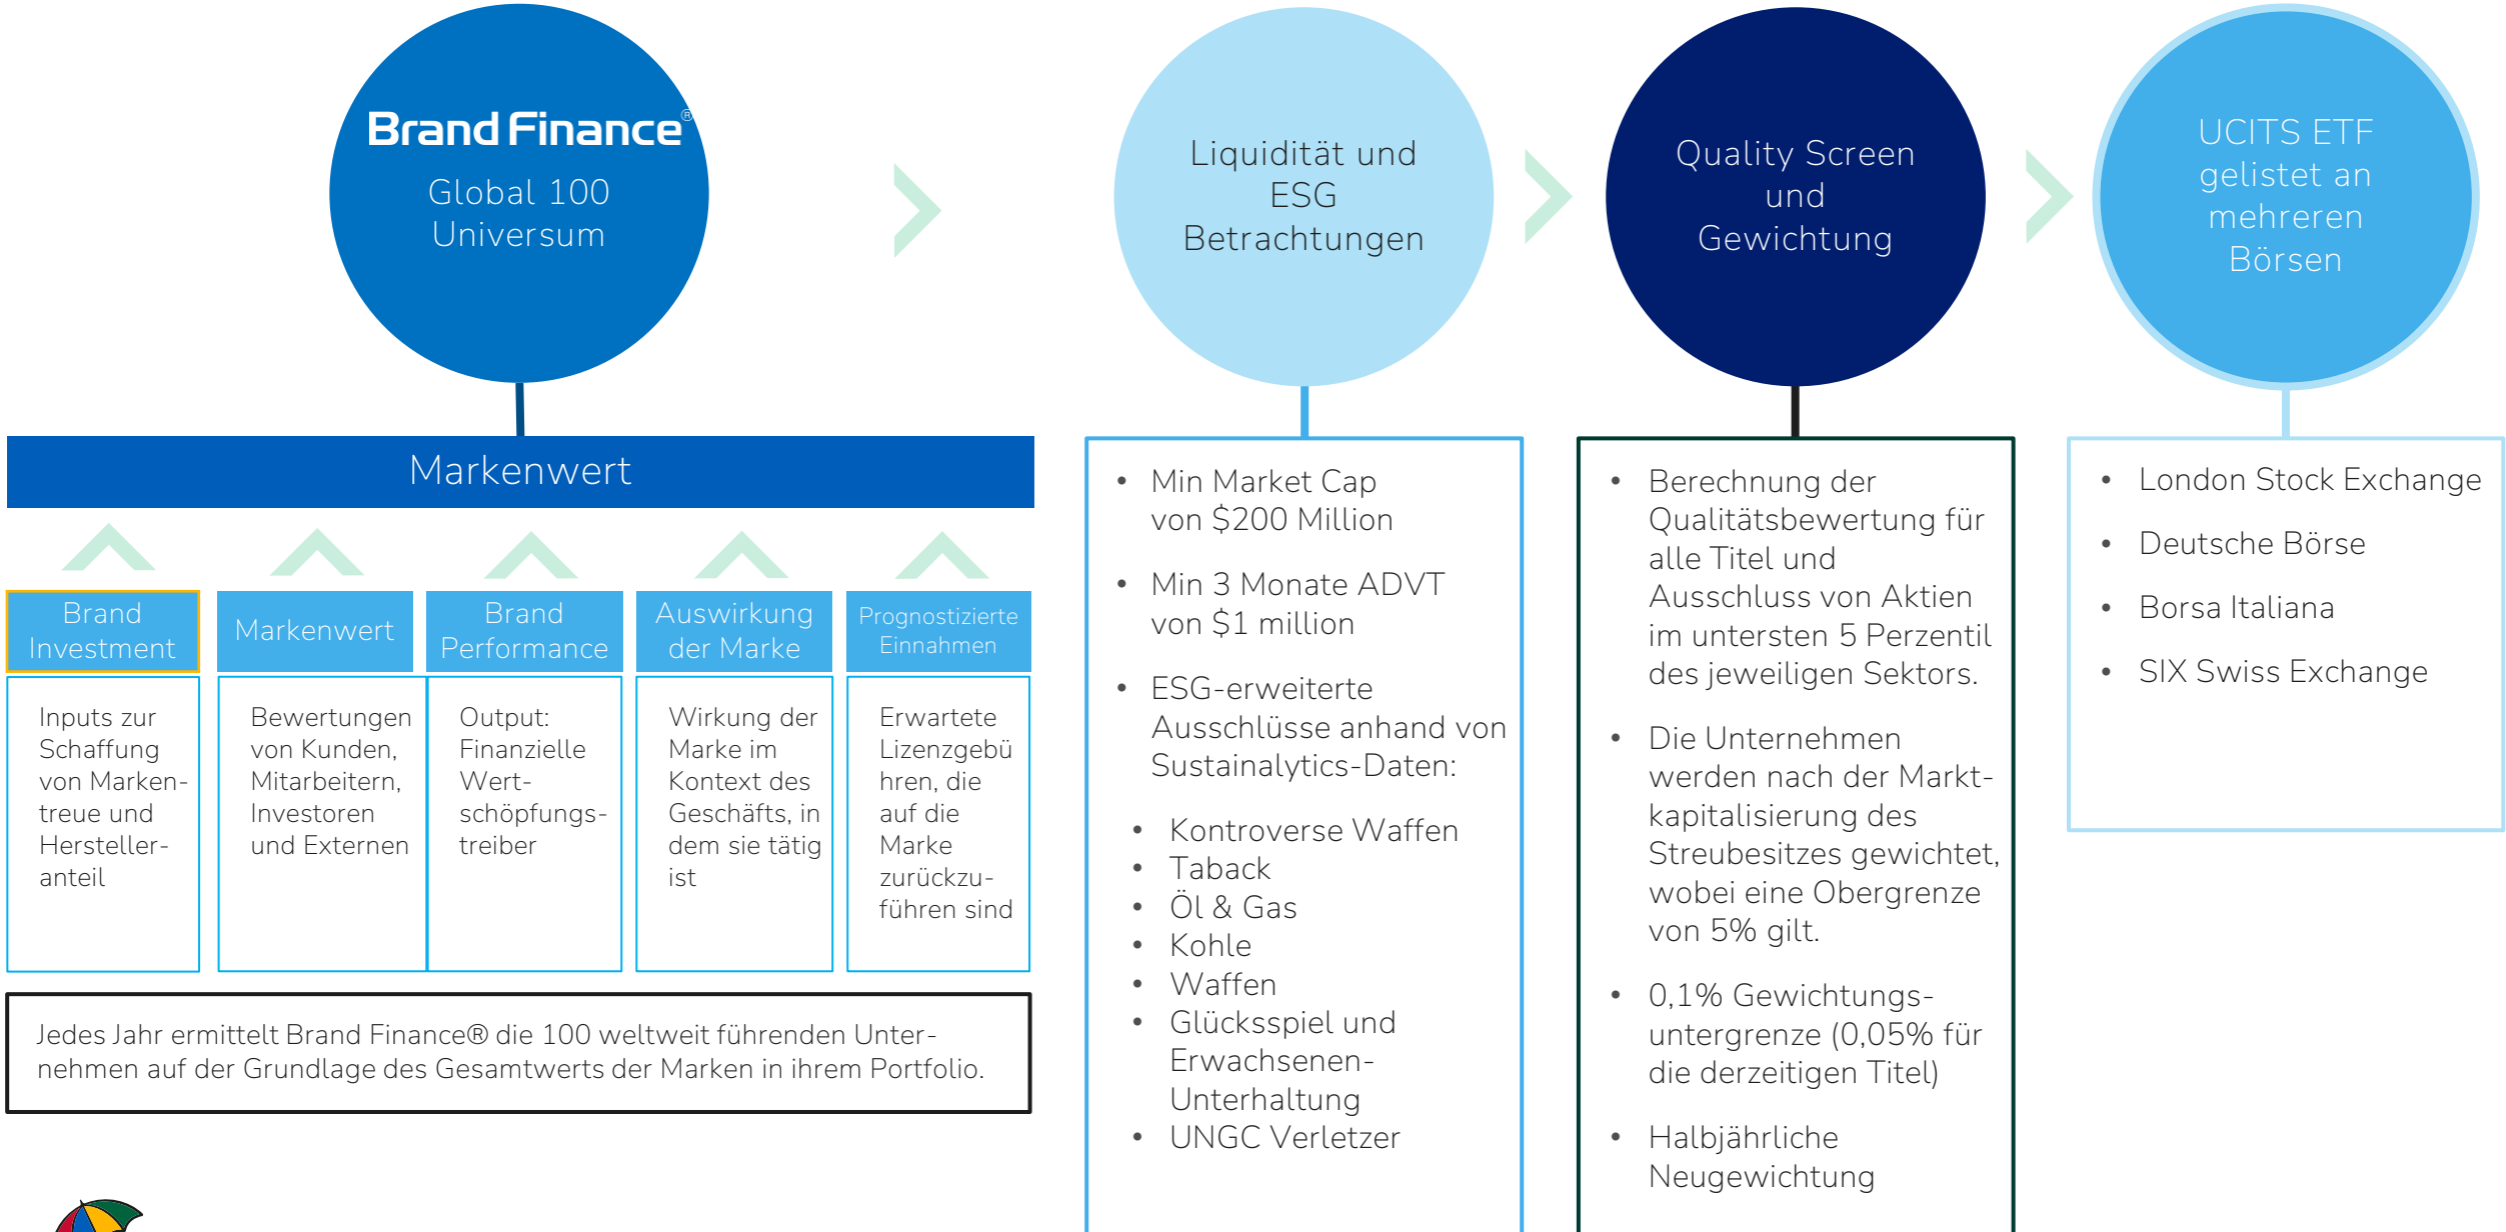 Brand Finance®
Global 100
Universum
Markenwert
Brand
Investment
Inputs zur
Schaffung
von Marken-
treue und
Hersteller-
anteil
Markenwert
Bewertungen
von Kunden,
Mitarbeitern,
Investoren
und Externen
Brand
Performance
Output:
Finanzielle
Wert-
schöpfungs-
treiber
Auswirkung
der Marke
Wirkung der
Marke im
Kontext des
Geschäfts, in
dem sie tätig
ist
Prognostizierte
Einnahmen
Erwartete
Lizenzgebü
hren, die
auf die
Marke
zurückzu-
führen sind
Jedes Jahr ermittelt Brand Finance® die 100 weltweit führenden Unter-
nehmen auf der Grundlage des Gesamtwerts der Marken in ihrem Portfolio.
Liquidität und
ESG
Betrachtungen
• Min Market Cap
von $200 Million
• Min 3 Monate ADVT
von $1 million
• ESG-erweiterte
Ausschlüsse anhand von
Sustainalytics-Daten:
• Kontroverse Waffen
• Taback
• Öl & Gas
• Kohle
• Waffen
• Glücksspiel und
Erwachsenen-
Unterhaltung
• UNGC Verletzer
Quality Screen
und
Gewichtung
• Berechnung der
Qualitätsbewertung für
alle Titel und
Ausschluss von Aktien
im untersten 5 Perzentil
des jeweiligen Sektors.
• Die Unternehmen
werden nach der Markt-
kapitalisierung des
Streubesitzes gewichtet,
wobei eine Obergrenze
von 5% gilt.
• 0,1% Gewichtungs-
untergrenze (0,05% für
die derzeitigen Titel)
• Halbjährliche
Neugewichtung
UCITS ETF
gelistet an
mehreren
Börsen
• London Stock Exchange
• Deutsche Börse
• Borsa Italiana
• SIX Swiss Exchange